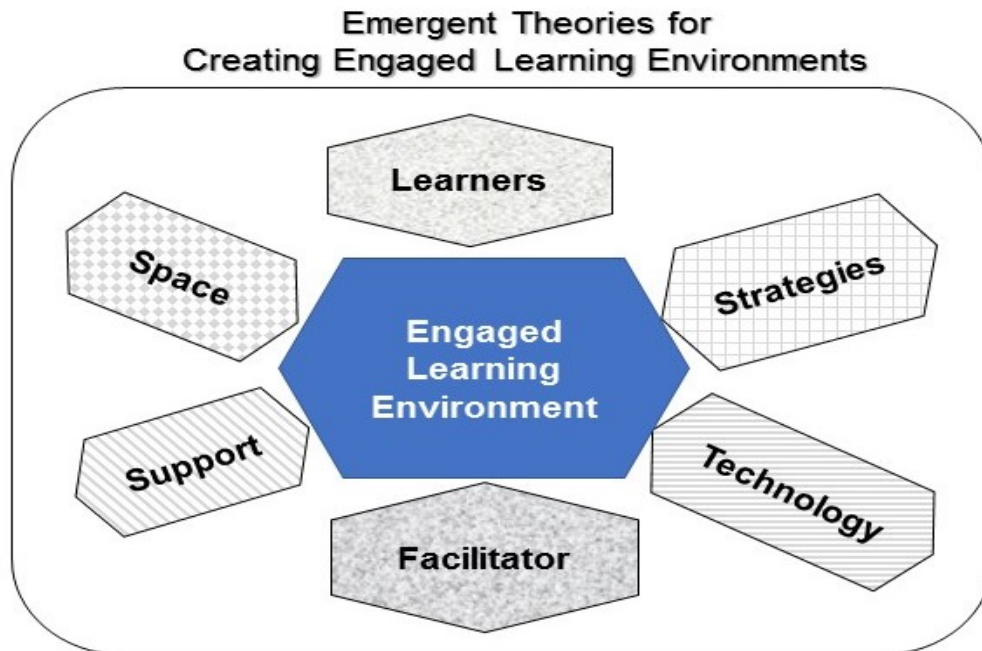 Emergent Theories for
Creating Engaged Learning Environments
Learners
Space
Strategies
Engaged
Learning
Environment
Support
Technology
Facilitator